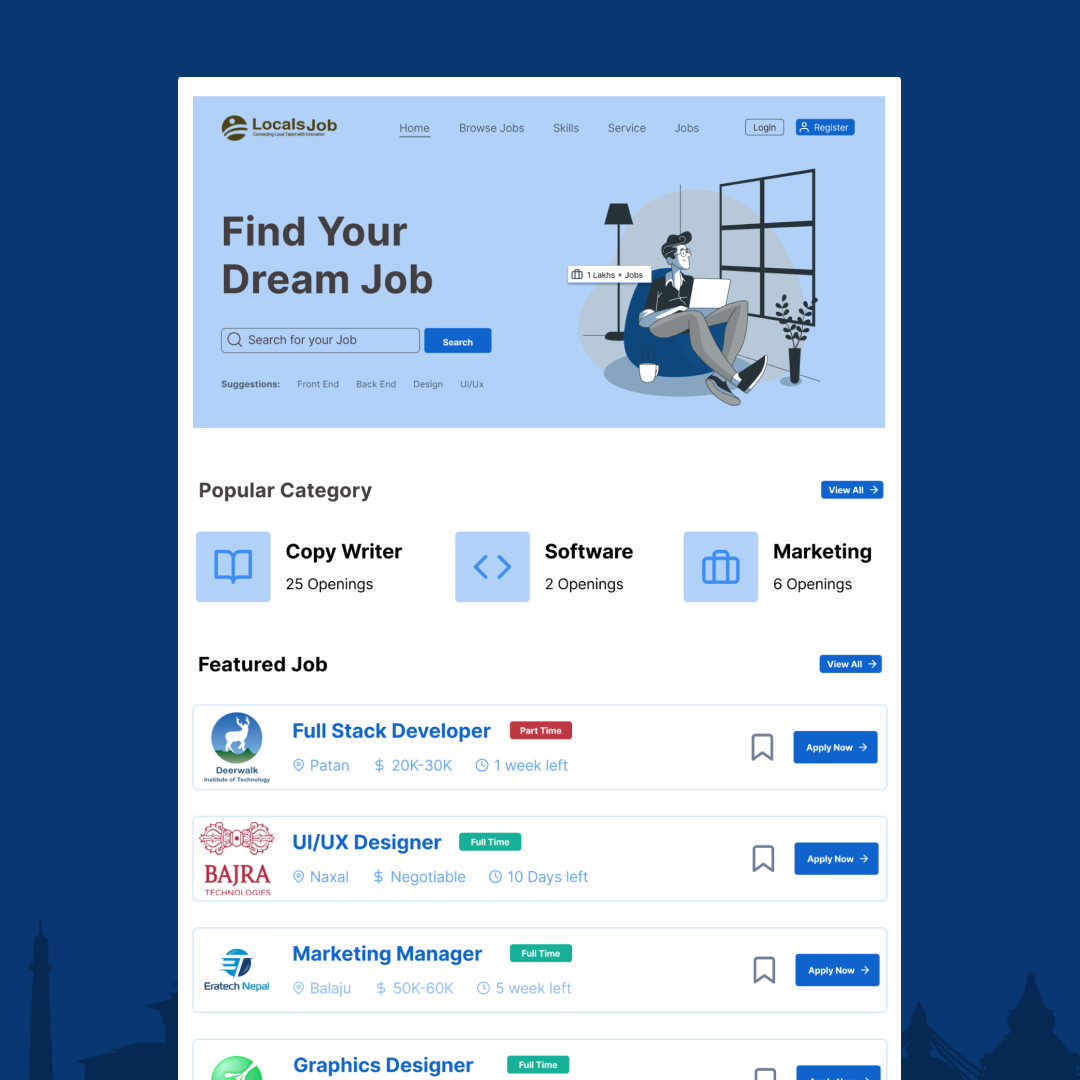 LocalsJob
Connecting Local Talent with Innovation
Home Browse Jobs Skills Service Jobs Login Register
Find Your
Dream Job
1 Lakhs + Jobs
Search for your Job Search
Suggestions: Front End Back End Design Ui/Ux
Popular Category View All
Copy Writer
25 Openings
Software
2 Openings
Marketing
6 Openings
Featured Job View All
Deerwalk
Institute of Technology
Full Stack Developer Part Time
Patan $ 20K-30K 1 week left
Apply Now
BAJRA
TECHNOLOGIES
UI/UX Designer Full Time
Naxal $ Negotiable 10 Days left
Apply Now
Eratech Nepal
Marketing Manager Full Time
Balaju $ 50K-60K 5 week left
Apply Now
Graphics Designer Full Time